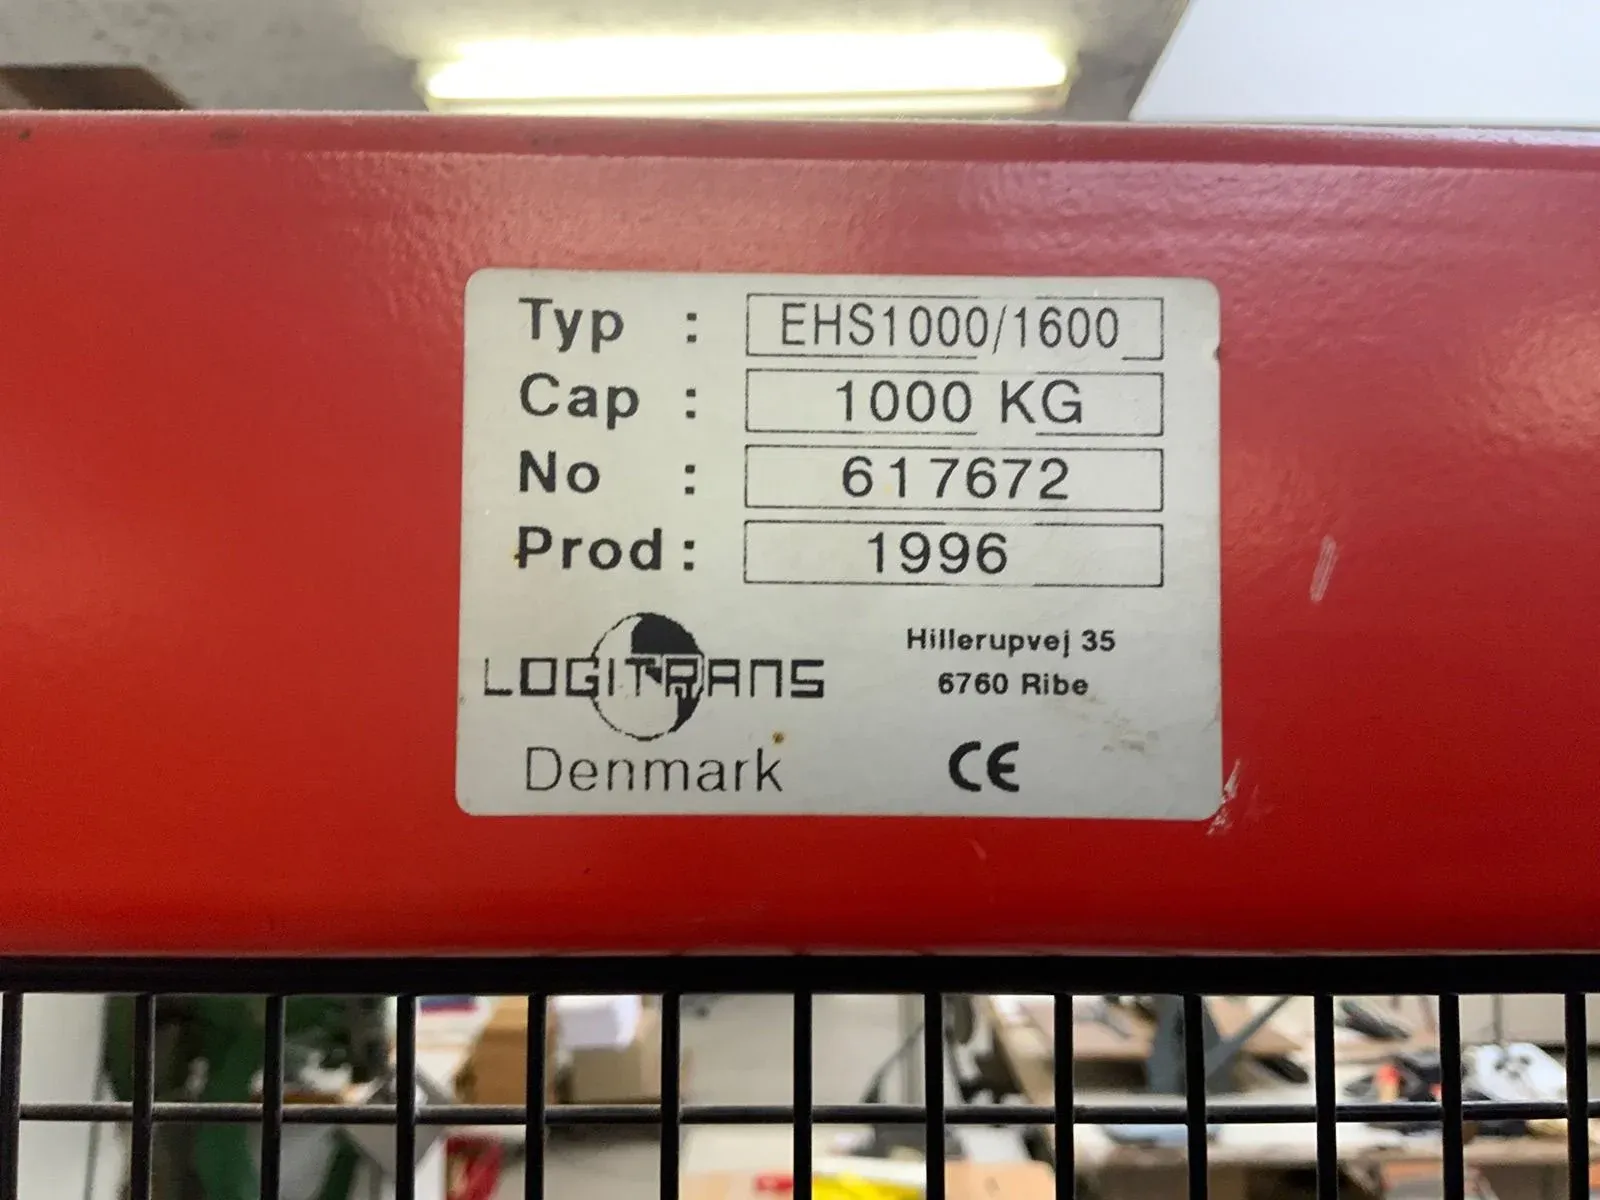 Typ : EHS1000/1600
Cap : 1000 KG
No : 617672
Prod : 1996
LOGITRANS
Denmark
Hillerupvej 35
6760 Ribe
CE